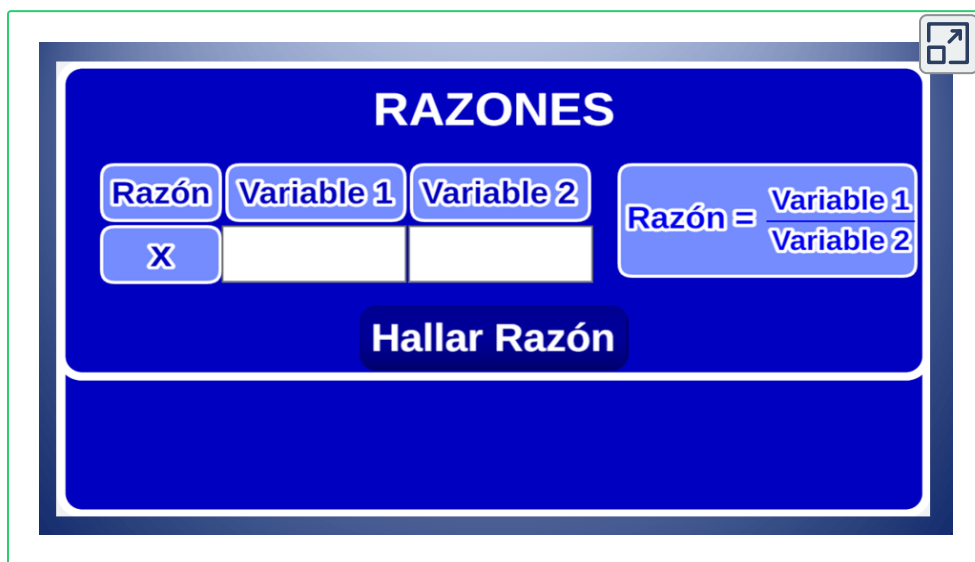 RAZONES
Razón Variable 1 Variable 2
x
Razón = Variable 1
Variable 2
Hallar Razón